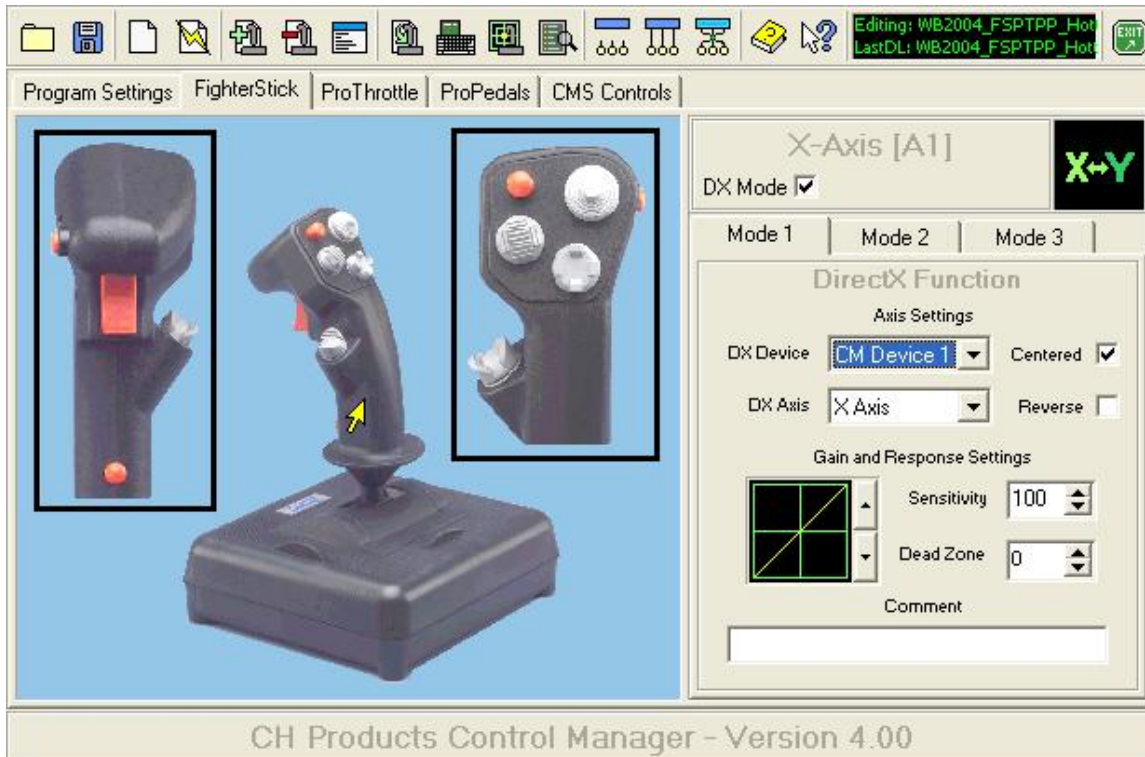 Editing: WB2004_FSPTPP_Hot
LastDL: WB2004_FSPTPP_Hot
EXIT
Program Settings FighterStick ProThrottle ProPedals CMS Controls
X-Axis [A1]
DX Mode
X↔Y
Mode 1 Mode 2 Mode 3
DirectX Function
Axis Settings
DX Device CM Device 1 Centered
DX Axis X Axis Reverse
Gain and Response Settings
Sensitivity 100
Dead Zone 0
Comment
CH Products Control Manager - Version 4.00